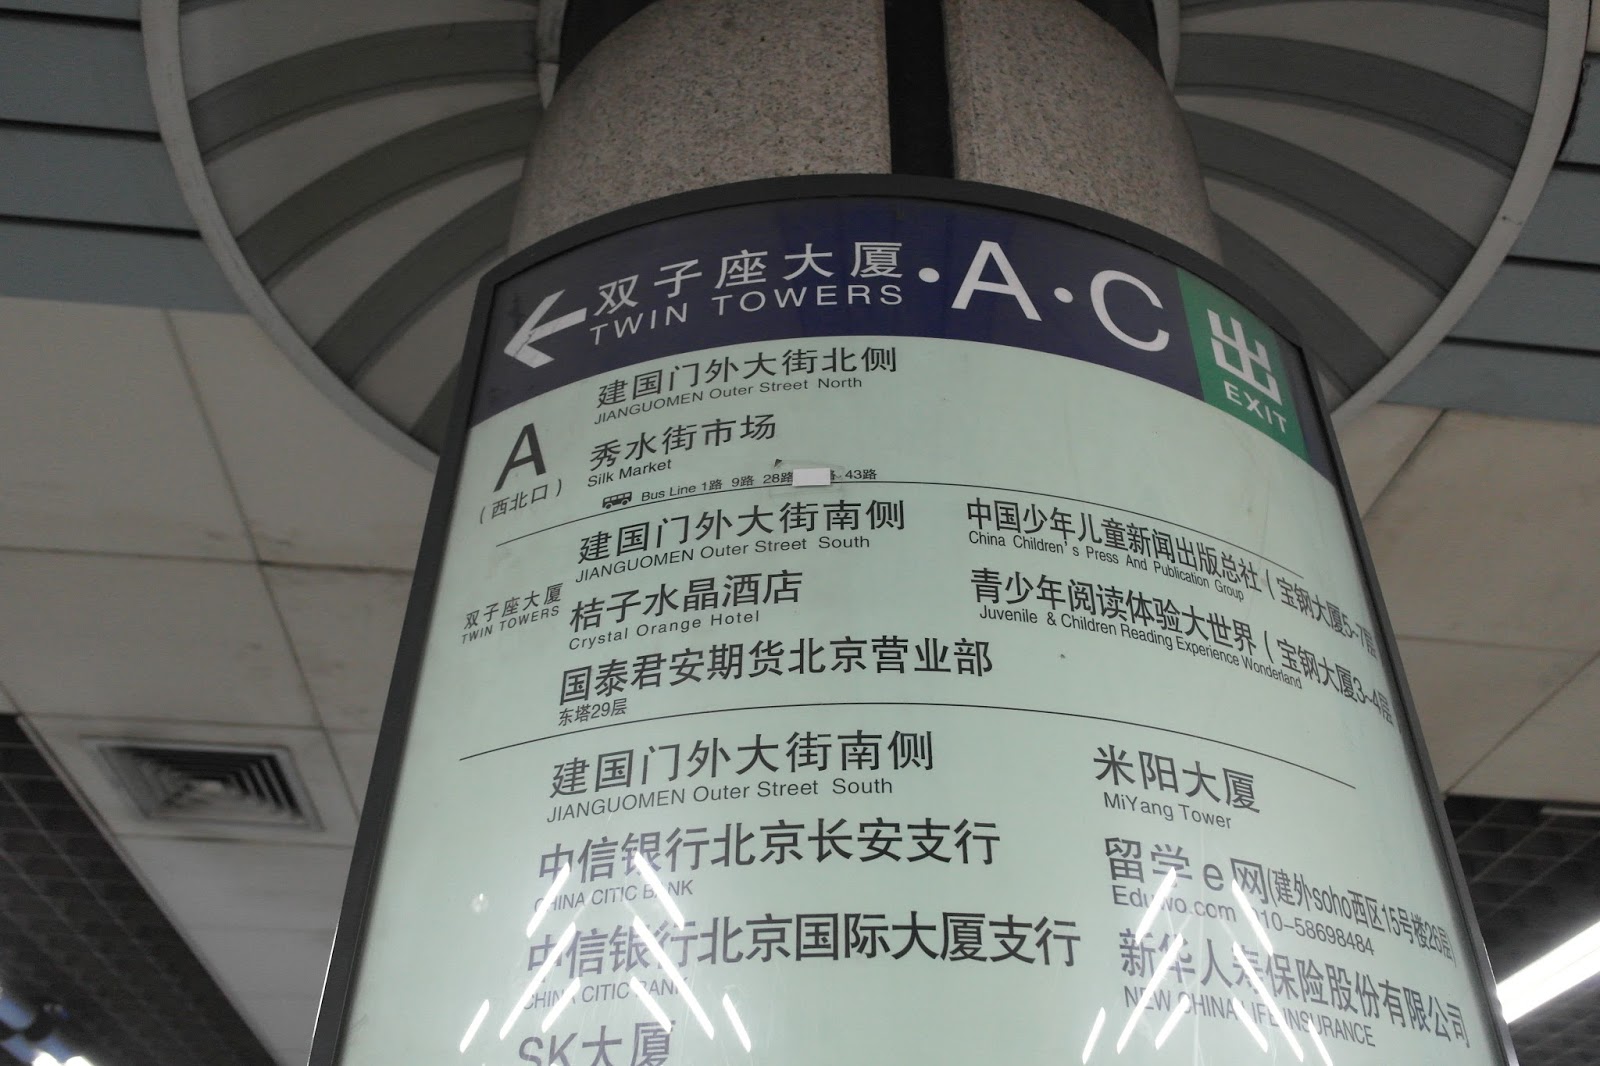 双子座大厦·A·C
TWIN TOWERS
出
EXIT
A
(西北口)
建国门外大街北侧
JIANGUOMEN Outer Street North
秀水街市场
Silk Market
Bus Line 1路 9路 28路 43路
双子座大厦
TWIN TOWERS
建国门外大街南侧
JIANGUOMEN Outer Street South
桔子水晶酒店
Crystal Orange Hotel
国泰君安期货北京营业部
东塔29层
中国少年儿童新闻出版总社(宝钢大厦5-7层
China Children's Press And Publication Group
青少年阅读体验大世界(宝钢大厦3-4层
Juvenile & Children Reading Experience Wonderland
建国门外大街南侧
JIANGUOMEN Outer Street South
中信银行北京长安支行
CHINA CITIC BANK
中信银行北京国际大厦支行
CHINA CITIC BANK
SK大厦
米阳大厦
MiYang Tower
留学e网(建外soho西区15号楼26层)
Eduwo.com 010-58698484
新华人寿保险股份有限公司
NEW CHINA LIFE INSURANCE